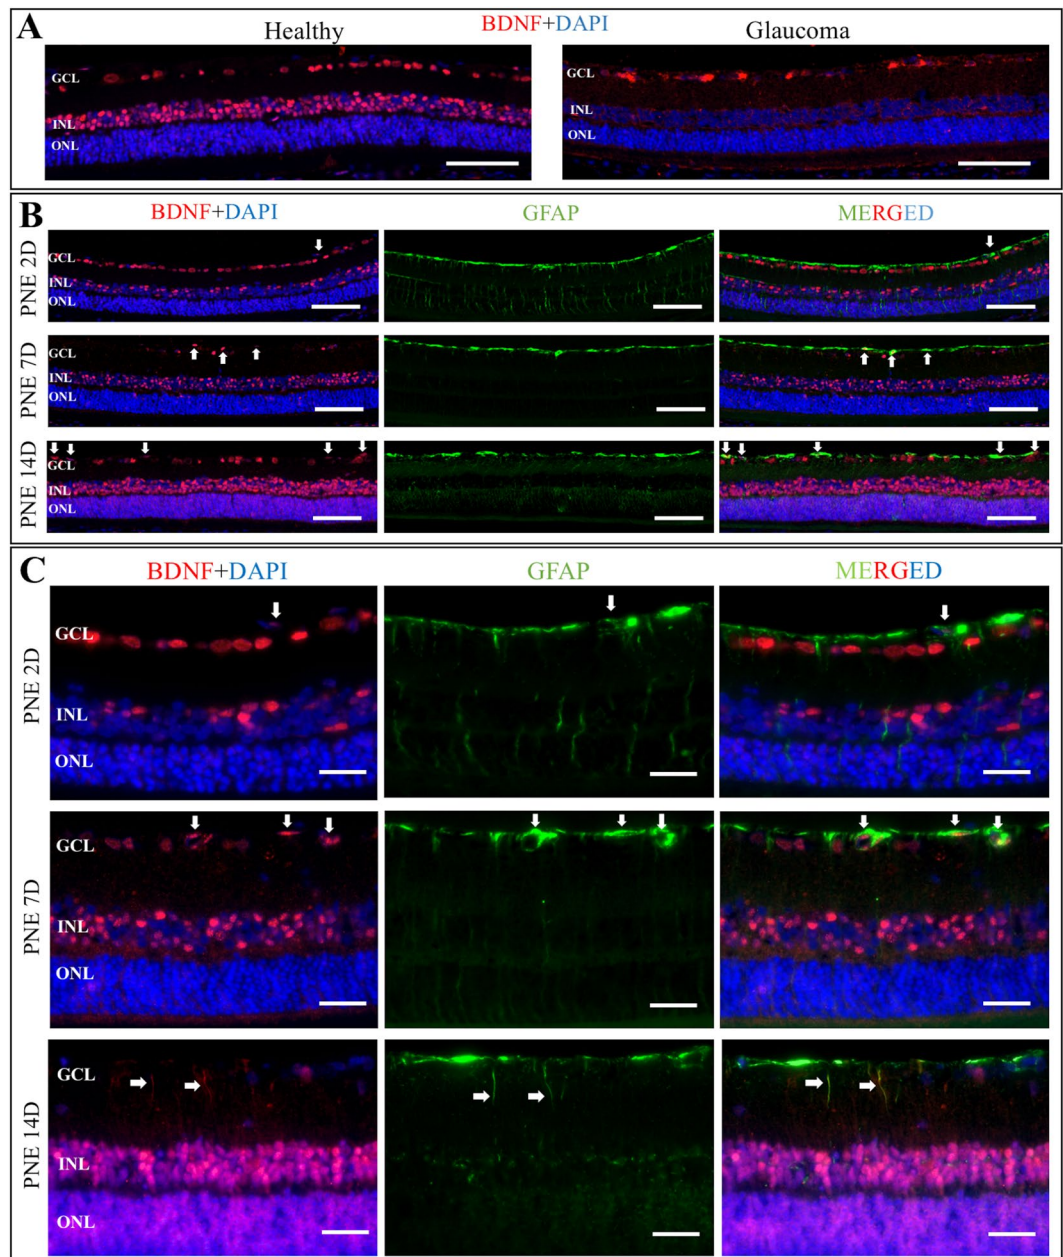 A
BDNF+DAPI
Healthy
Glaucoma
GCL
INL
ONL
GCL
INL
ONL
B
BDNF+DAPI
GFAP
MERGED
PNE 2D
GCL
INL
ONL
PNE 7D
GCL
INL
ONL
PNE 14D
GCL
INL
ONL
C
BDNF+DAPI
GFAP
MERGED
PNE 2D
GCL
INL
ONL
PNE 7D
GCL
INL
ONL
PNE 14D
GCL
INL
ONL